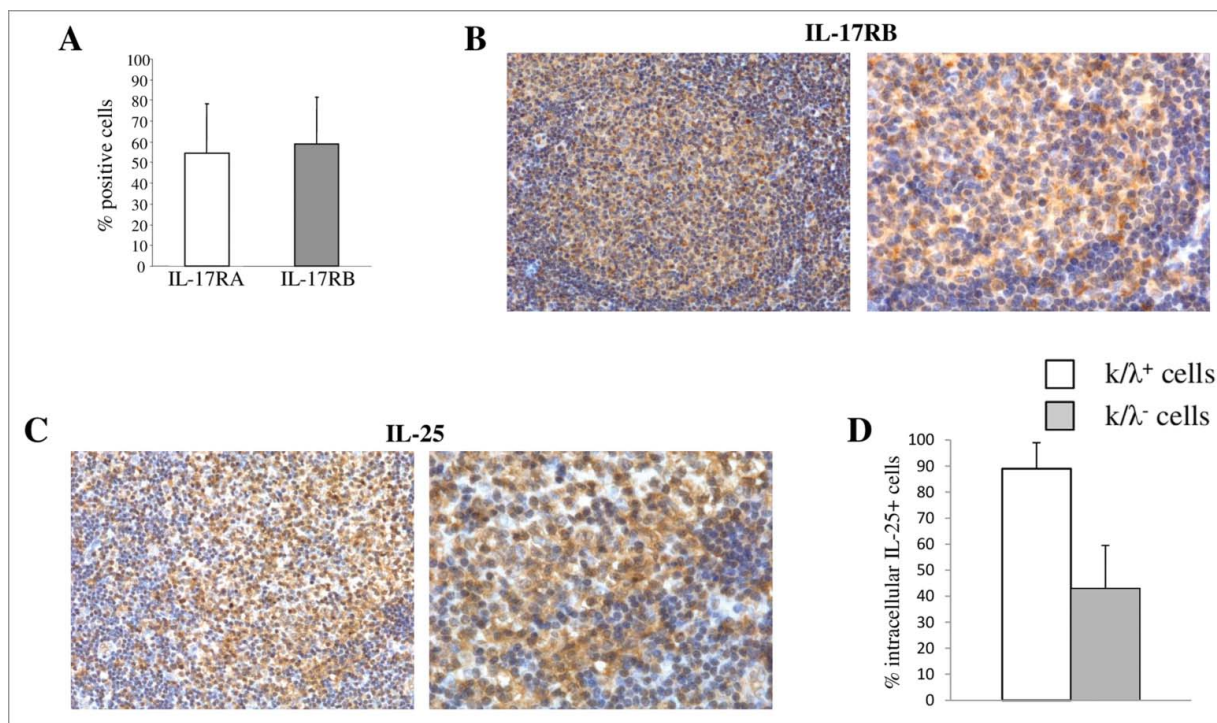 A
% positive cells
100
90
80
70
60
50
40
30
20
10
0
IL-17RA IL-17RB
B
IL-17RB
C
IL-25
k/λ+ cells
k/λ- cells
D
% intracellular IL-25+ cells
100
90
80
70
60
50
40
30
20
10
0